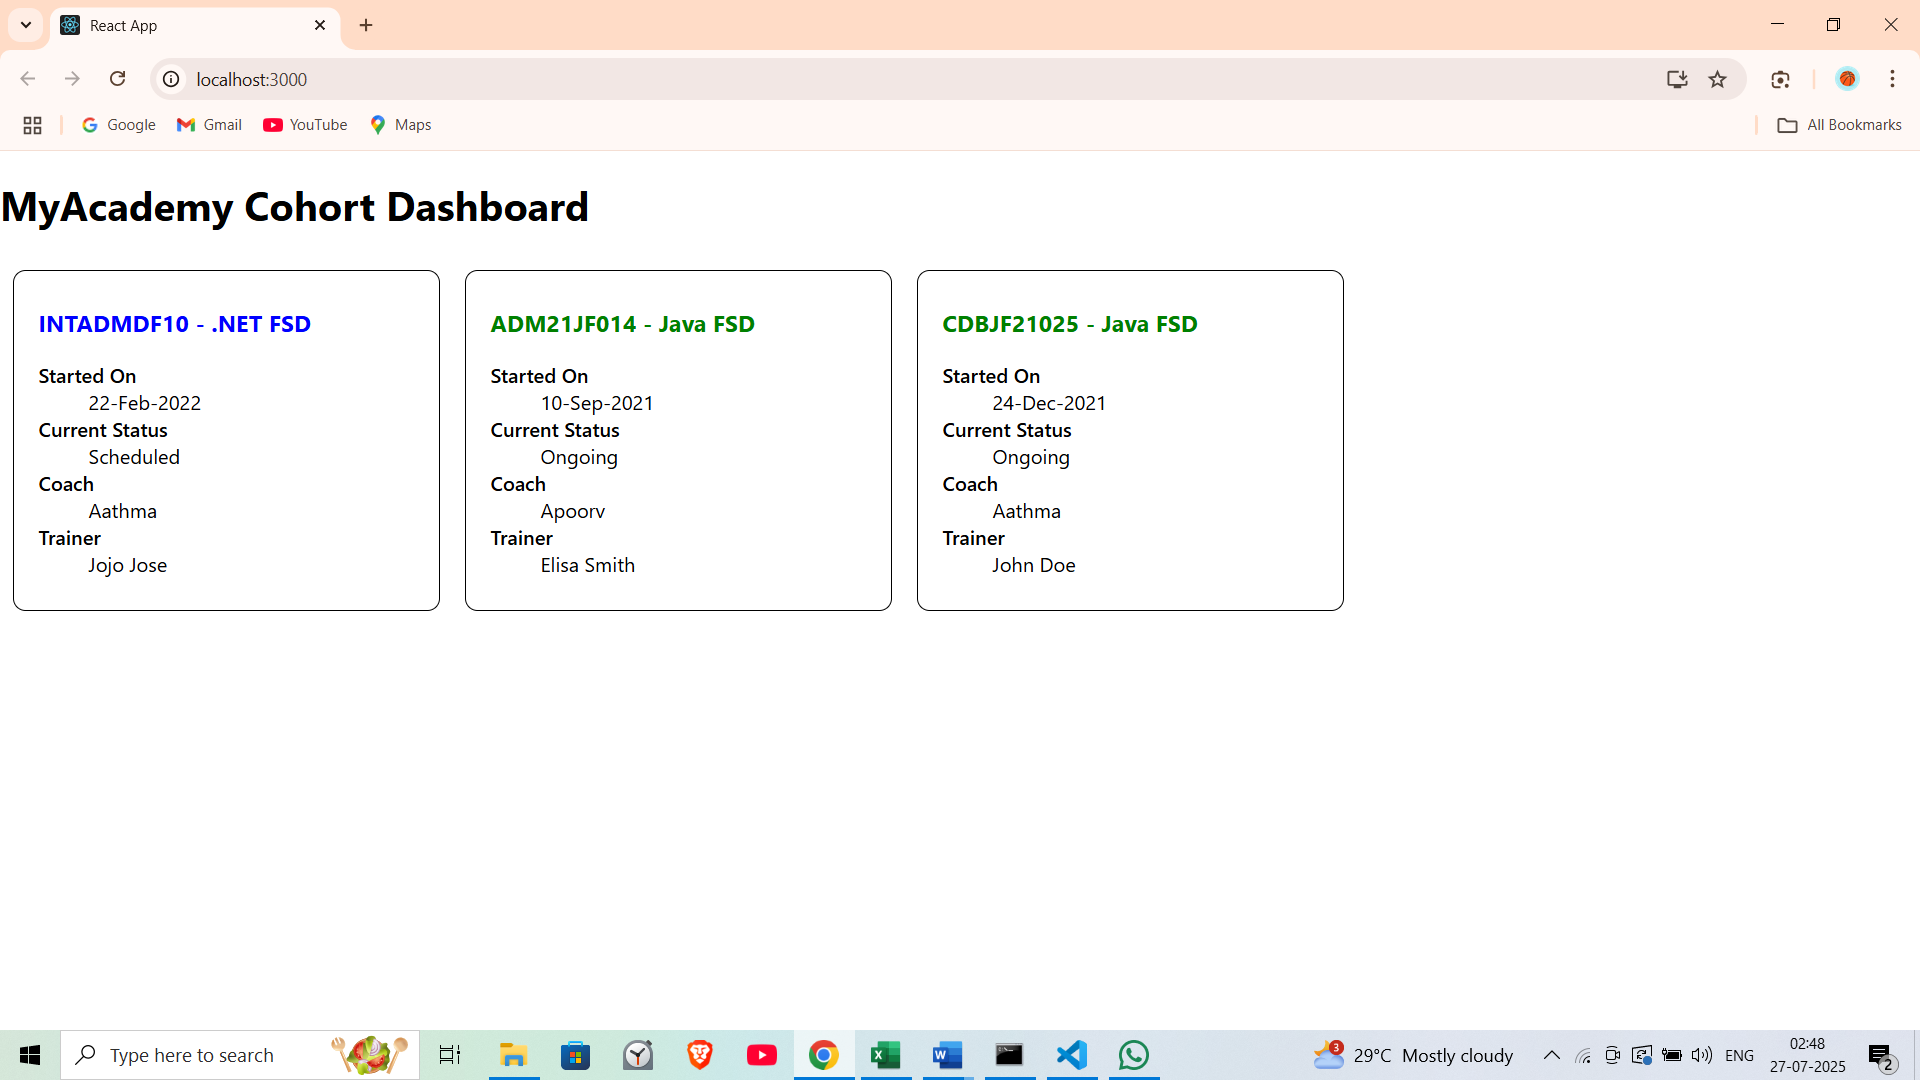 React App
localhost:3000
Google Gmail YouTube Maps All Bookmarks
MyAcademy Cohort Dashboard
INTADMDF10 - .NET FSD
Started On
22-Feb-2022
Current Status
Scheduled
Coach
Aathma
Trainer
Jojo Jose
ADM21JF014 - Java FSD
Started On
10-Sep-2021
Current Status
Ongoing
Coach
Apoorv
Trainer
Elisa Smith
CDBJF21025 - Java FSD
Started On
24-Dec-2021
Current Status
Ongoing
Coach
Aathma
Trainer
John Doe
Type here to search
3
29°C Mostly cloudy
ENG
02:48
27-07-2025
2